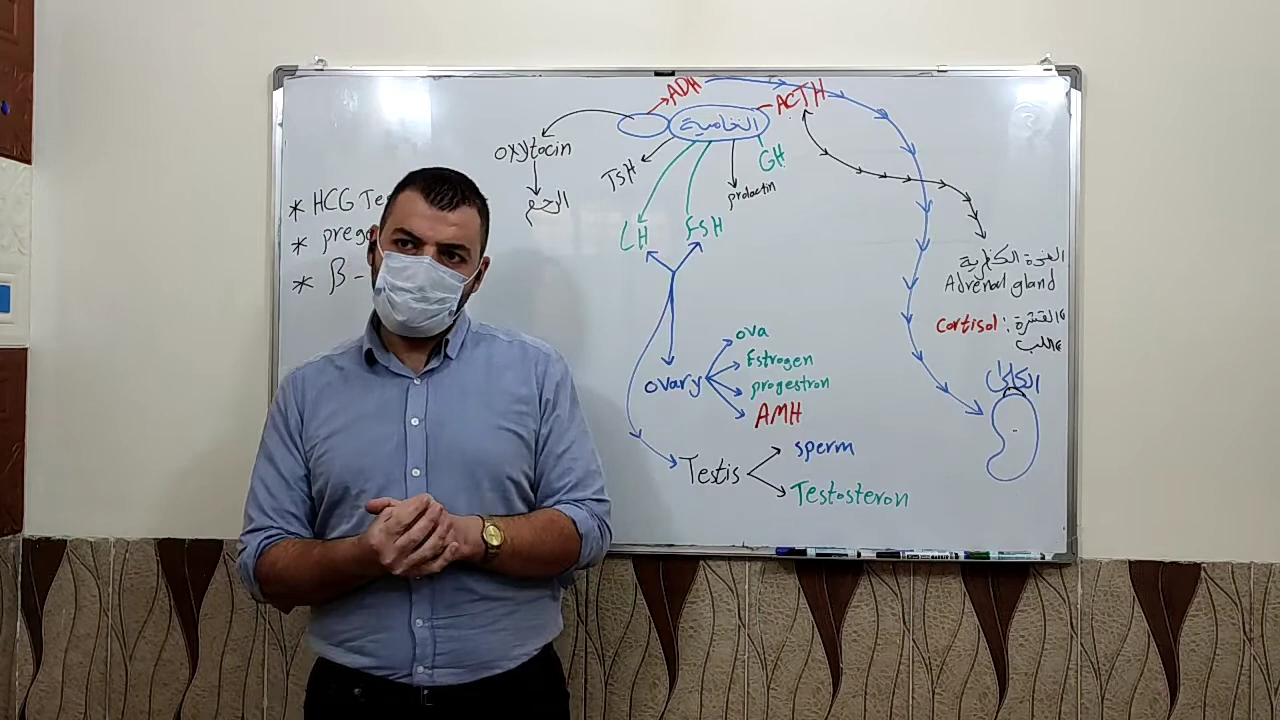 ADH
ACTH
النخامية
oxytocin
TSH
GH
prolactin
الرحم
* HCG Te
LH
FSH
* preg
* β -
الغدة الكظرية
Adrenal gland
القشرة : Cortisol
اللب
ova
Estrogen
ovary
progestron
AMH
الكلى
sperm
Testis
Testosteron